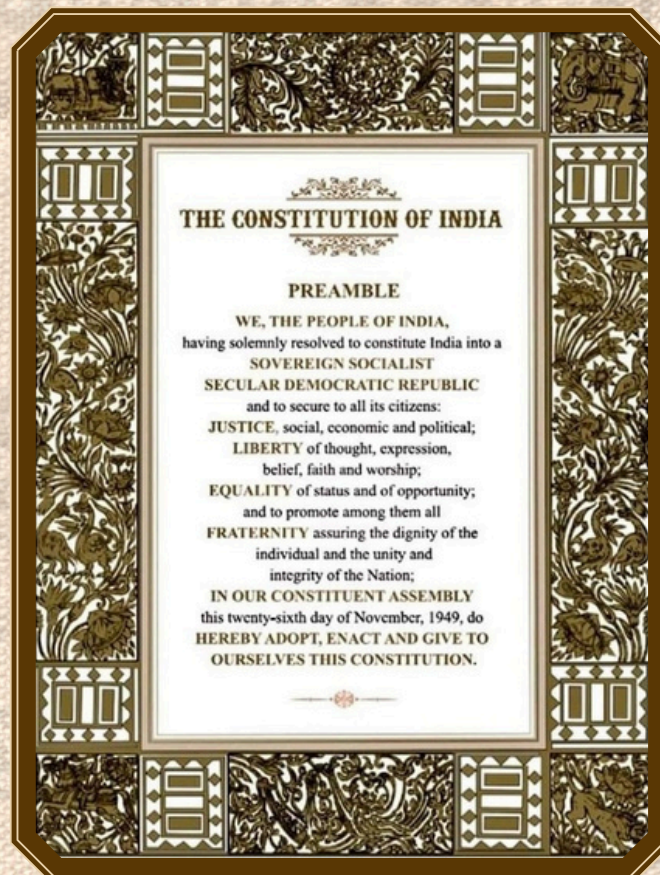 THE CONSTITUTION OF INDIA
PREAMBLE
WE, THE PEOPLE OF INDIA,
having solemnly resolved to constitute India into a
SOVEREIGN SOCIALIST
SECULAR DEMOCRATIC REPUBLIC
and to secure to all its citizens:
JUSTICE, social, economic and political;
LIBERTY of thought, expression,
belief, faith and worship;
EQUALITY of status and of opportunity;
and to promote among them all
FRATERNITY assuring the dignity of the
individual and the unity and
integrity of the Nation;
IN OUR CONSTITUENT ASSEMBLY
this twenty-sixth day of November, 1949, do
HEREBY ADOPT, ENACT AND GIVE TO
OURSELVES THIS CONSTITUTION.